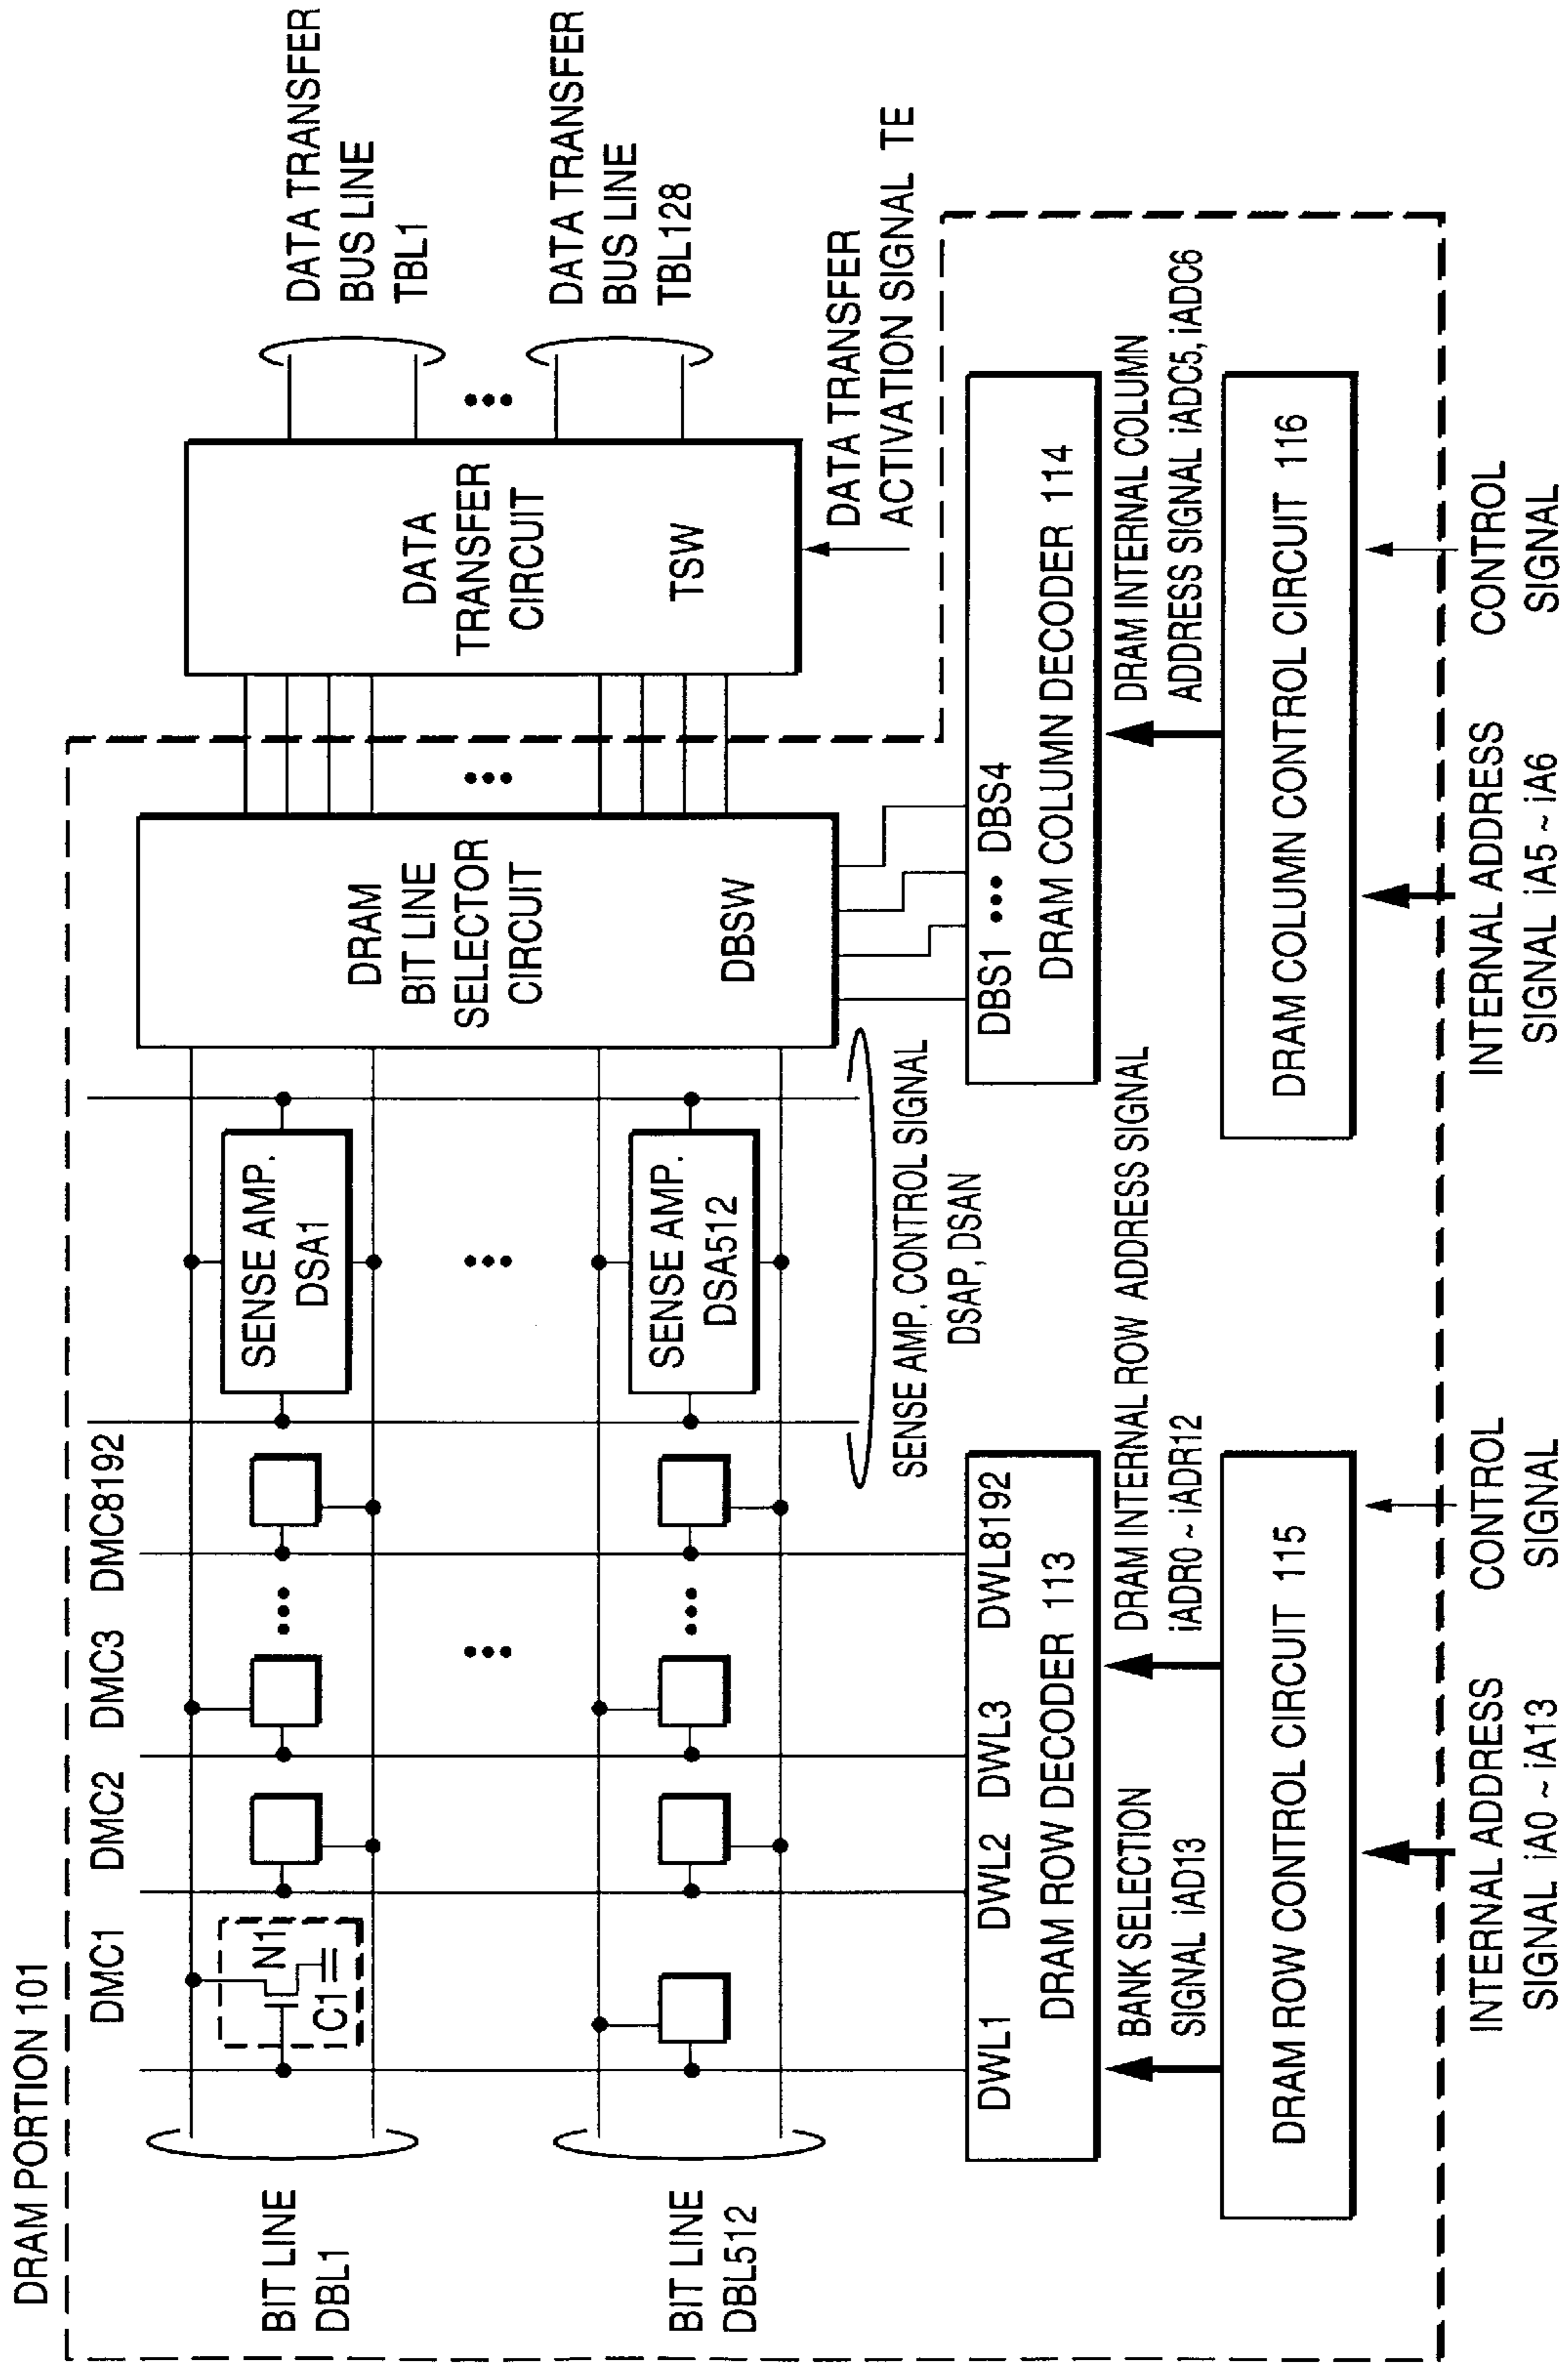 DRAM PORTION 101
DMC1
DMC2
DMC3
DMC8192
N1
C1
BIT LINE
DBL1
SENSE AMP.
DSA1
BIT LINE
DBL512
SENSE AMP.
DSA512
DRAM
BIT LINE
SELECTOR
CIRCUIT
DBSW
DATA
TRANSFER
CIRCUIT
TSW
DATA TRANSFER
BUS LINE
TBL1
DATA TRANSFER
BUS LINE
TBL128
DATA TRANSFER
ACTIVATION SIGNAL TE
SENSE AMP. CONTROL SIGNAL
DSAP, DSAN
DWL1
DWL2
DWL3
DWL8192
DRAM ROW DECODER 113
DBS1 ••• DBS4
DRAM COLUMN DECODER 114
BANK SELECTION
SIGNAL iAD13
DRAM INTERNAL ROW ADDRESS SIGNAL
iADR0 ~ iADR12
DRAM INTERNAL COLUMN
ADDRESS SIGNAL iADC5, iADC6
DRAM ROW CONTROL CIRCUIT 115
DRAM COLUMN CONTROL CIRCUIT 116
INTERNAL ADDRESS
SIGNAL iA0 ~ iA13
CONTROL
SIGNAL
INTERNAL ADDRESS
SIGNAL iA5 ~ iA6
CONTROL
SIGNAL